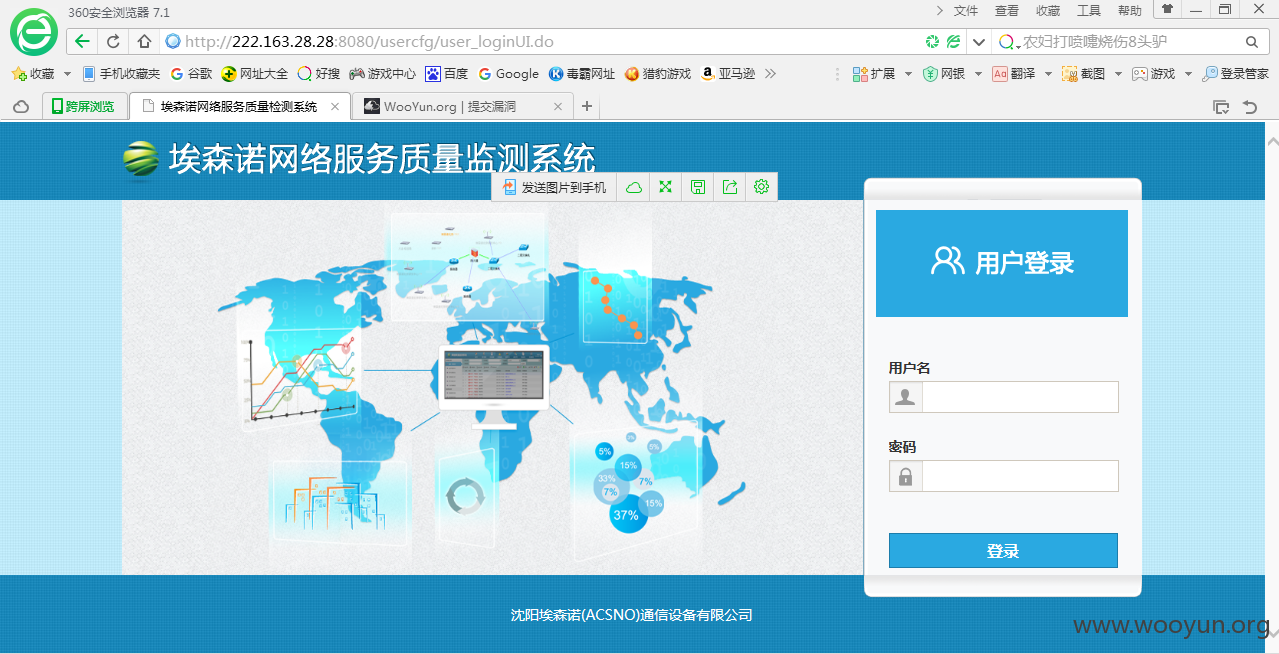 360安全浏览器 7.1
文件 查看 收藏 工具 帮助
http://222.163.28.28:8080/usercfg/user_loginUI.do
农妇打喷嚏烧伤8头驴
收藏 手机收藏夹 谷歌 网址大全 好搜 游戏中心 百度 Google 毒霸网址 猎豹游戏 亚马逊 扩展 网银 翻译 截图 游戏 登录管家
跨屏浏览 埃森诺网络服务质量检测系统 WooYun.org | 提交漏洞
埃森诺网络服务质量监测系统
发送图片到手机
用户登录
用户名
密码
登录
5%
5%
15%
33%
7%
7%
15%
37%
沈阳埃森诺(ACSNO)通信设备有限公司
www.wooyun.org